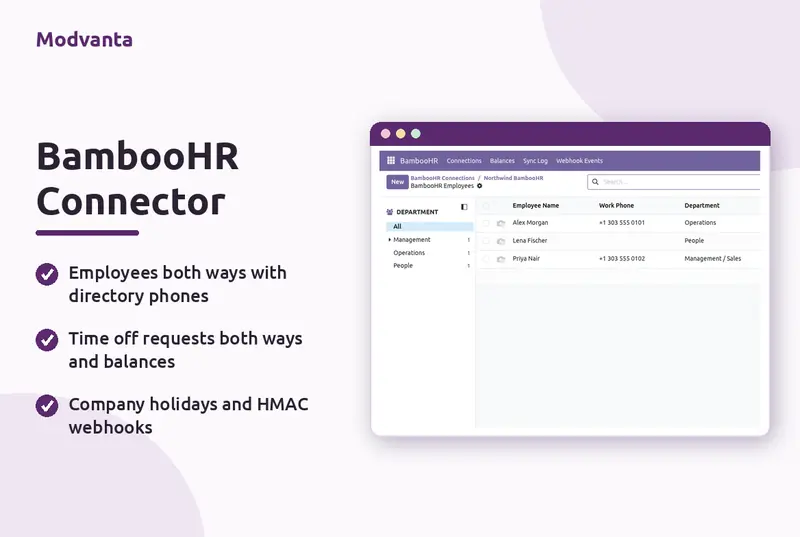 Modvanta
BambooHR
Connector
Employees both ways with
directory phones
Time off requests both ways
and balances
Company holidays and HMAC
webhooks
BambooHR Connections Balances Sync Log Webhook Events
New BambooHR Connections / Northwind BambooHR
BambooHR Employees
Search...
DEPARTMENT
All
Management 1
Operations 1
People 1
Employee Name Work Phone Department
Alex Morgan +1 303 555 0101 Operations
Lena Fischer People
Priya Nair +1 303 555 0102 Management / Sales